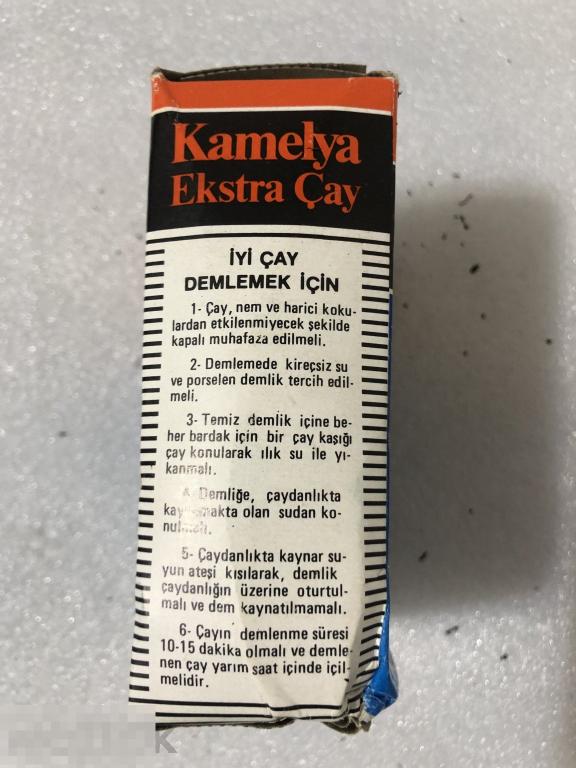 Kamelya
Ekstra Çay
İYİ ÇAY
DEMLEMEK İÇİN
1- Çay, nem ve harici koku-
lardan etkilenmiyecek şekilde
kapalı muhafaza edilmeli.
2- Demlemede kireçsiz su
ve porselen demlik tercih edil-
meli.
3- Temiz demlik içine be-
her bardak için bir çay kaşığı
çay konularak ılık su ile yı-
kanmalı.
Demliğe, çaydanlıkta
olan sudan ko-
5- Çaydanlıkta kaynar su-
yun ateşi kısılarak, demlik
çaydanlığın üzerine oturtul-
malı ve dem kaynatılmamalı.
6- Çayın demlenme süresi
10-15 dakika olmalı ve demle-
nen çay yarım saat içinde içil-
melidir.